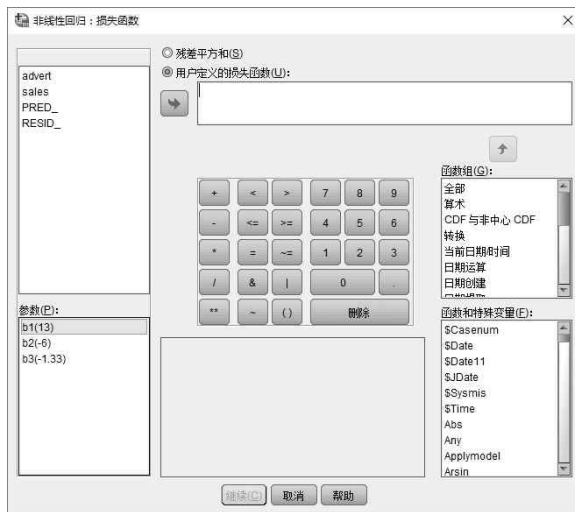 非线性回归：损失函数
残差平方和(S)
用户定义的损失函数(U):
advert
sales
PRED_
RESID_
+ < > 7 8 9
- <= >= 4 5 6
* = ~= 1 2 3
/ & | 0 .
** ~ ( ) 删除
函数组(G):
全部
算术
CDF 与非中心 CDF
转换
当前日期/时间
日期运算
日期创建
日期提取
参数(P):
b1(13)
b2(-6)
b3(-1.33)
函数和特殊变量(F):
$Casenum
$Date
$Date11
$JDate
$Sysmis
$Time
Abs
Any
Applymodel
Arsin
继续(C) 取消 帮助